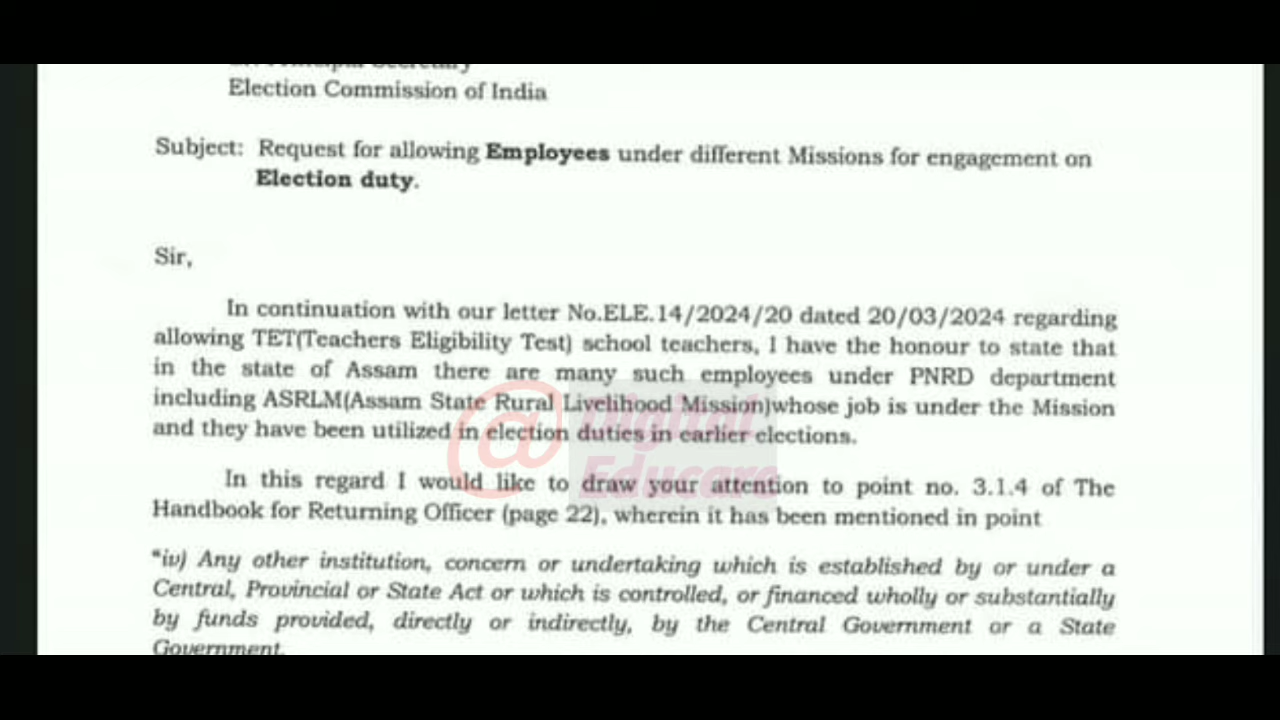 Principal Secretary
Election Commission of India
Subject: Request for allowing Employees under different Missions for engagement on
Election duty.
Sir,
In continuation with our letter No.ELE.14/2024/20 dated 20/03/2024 regarding
allowing TET(Teachers Eligibility Test) school teachers, I have the honour to state that
in the state of Assam there are many such employees under PNRD department
including ASRLM(Assam State Rural Livelihood Mission)whose job is under the Mission
and they have been utilized in election duties in earlier elections.
In this regard I would like to draw your attention to point no. 3.1.4 of The
Handbook for Returning Officer (page 22), wherein it has been mentioned in point
"iv) Any other institution, concern or undertaking which is established by or under a
Central, Provincial or State Act or which is controlled, or financed wholly or substantially
by funds provided, directly or indirectly, by the Central Government or a State
Government.
@ Digital
Educare